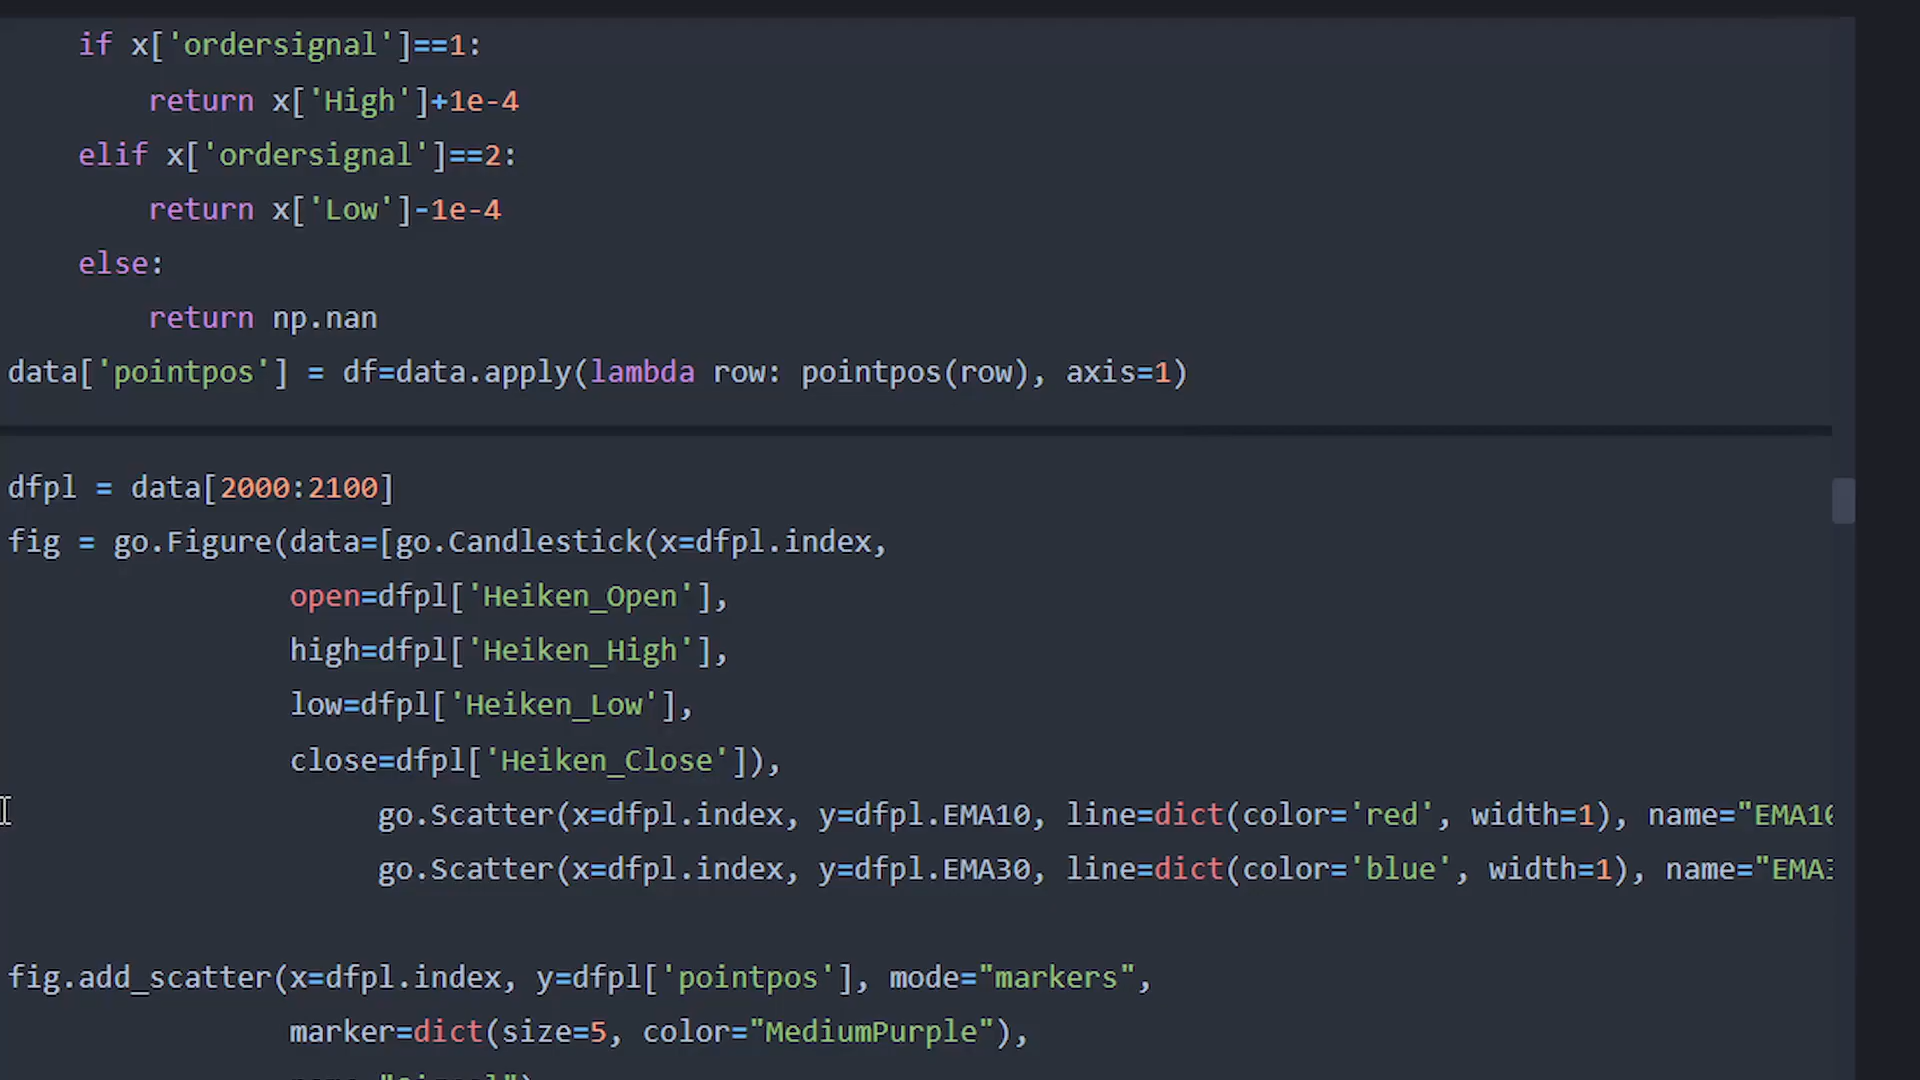 if x['ordersignal']==1:
return x['High']+1e-4
elif x['ordersignal']==2:
return x['Low']-1e-4
else:
return np.nan
data['pointpos'] = df=data.apply(lambda row: pointpos(row), axis=1)
dfpl = data[2000:2100]
fig = go.Figure(data=[go.Candlestick(x=dfpl.index,
open=dfpl['Heiken_Open'],
high=dfpl['Heiken_High'],
low=dfpl['Heiken_Low'],
close=dfpl['Heiken_Close']),
go.Scatter(x=dfpl.index, y=dfpl.EMA10, line=dict(color='red', width=1), name="EMA10
go.Scatter(x=dfpl.index, y=dfpl.EMA30, line=dict(color='blue', width=1), name="EMA3
fig.add_scatter(x=dfpl.index, y=dfpl['pointpos'], mode="markers",
marker=dict(size=5, color="MediumPurple"),